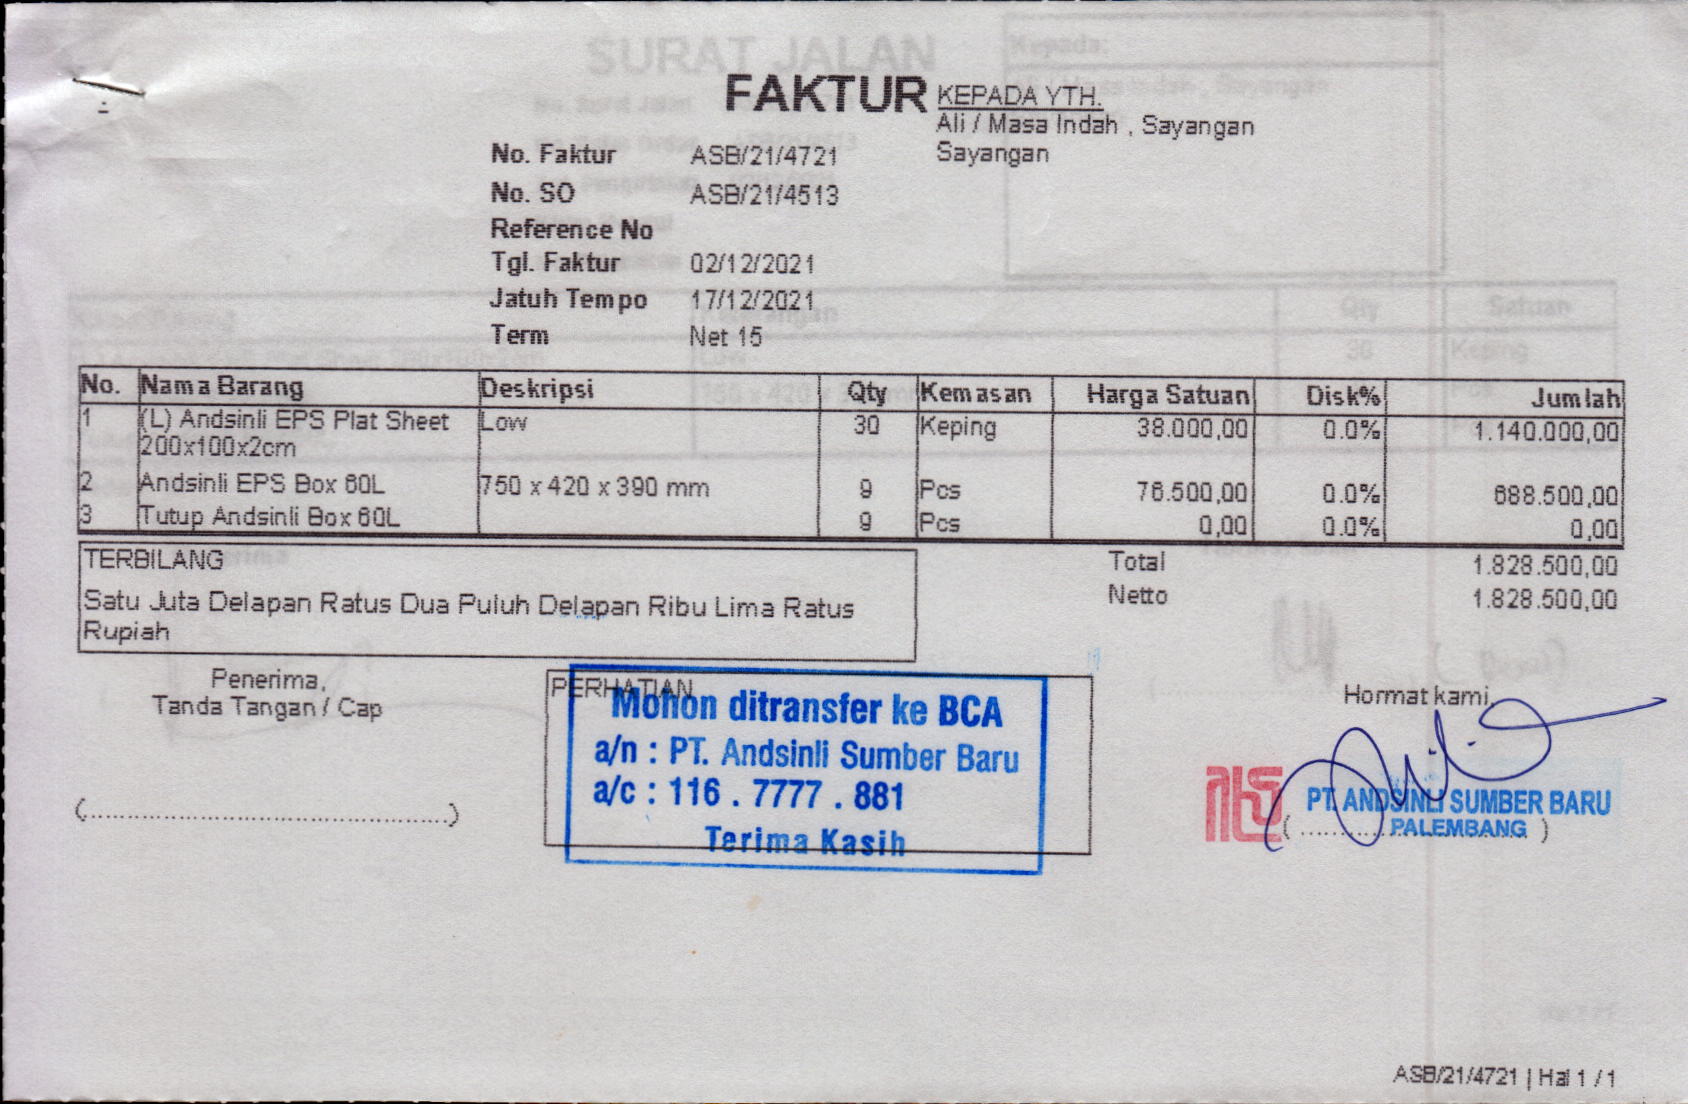 FAKTUR
KEPADA YTH.
Ali / Masa Indah , Sayangan
Sayangan
No. Faktur ASB/21/4721
No. SO ASB/21/4513
Reference No
Tgl. Faktur 02/12/2021
Jatuh Tempo 17/12/2021
Term Net 15
No. Nama Barang Deskripsi Qty Kemasan Harga Satuan Disk% Jumlah
1 (L) Andsinli EPS Plat Sheet Low 30 Keping 38.000,00 0.0% 1.140.000,00
200x100x2cm
2 Andsinli EPS Box 60L 750 x 420 x 390 mm 9 Pcs 76.500,00 0.0% 688.500,00
3 Tutup Andsinli Box 60L 9 Pcs 0,00 0.0% 0,00
TERBILANG
Satu Juta Delapan Ratus Dua Puluh Delapan Ribu Lima Ratus
Rupiah
Total 1.828.500,00
Netto 1.828.500,00
Penerima,
Tanda Tangan / Cap
(..............................................)
PERHATIAN
Mohon ditransfer ke BCA
a/n : PT. Andsinli Sumber Baru
a/c : 116 . 7777 . 881
Terima Kasih
Hormat kami,
PT. ANDSINLI SUMBER BARU
PALEMBANG
ASB/21/4721 | Hal 1 / 1